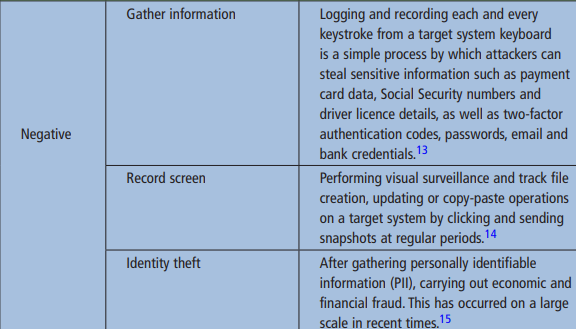 Gather information
Logging and recording each and every
keystroke from a target system keyboard
is a simple process by which attackers can
steal sensitive information such as payment
card data, Social Security numbers and
driver licence details, as well as two-factor
authentication codes, passwords, email and
bank credentials.13
Negative
Record screen
Performing visual surveillance and track file
creation, updating or copy-paste operations
on a target system by clicking and sending
snapshots at regular periods.14
Identity theft
After gathering personally identifiable
information (PII), carrying out economic and
financial fraud. This has occurred on a large
scale in recent times.15